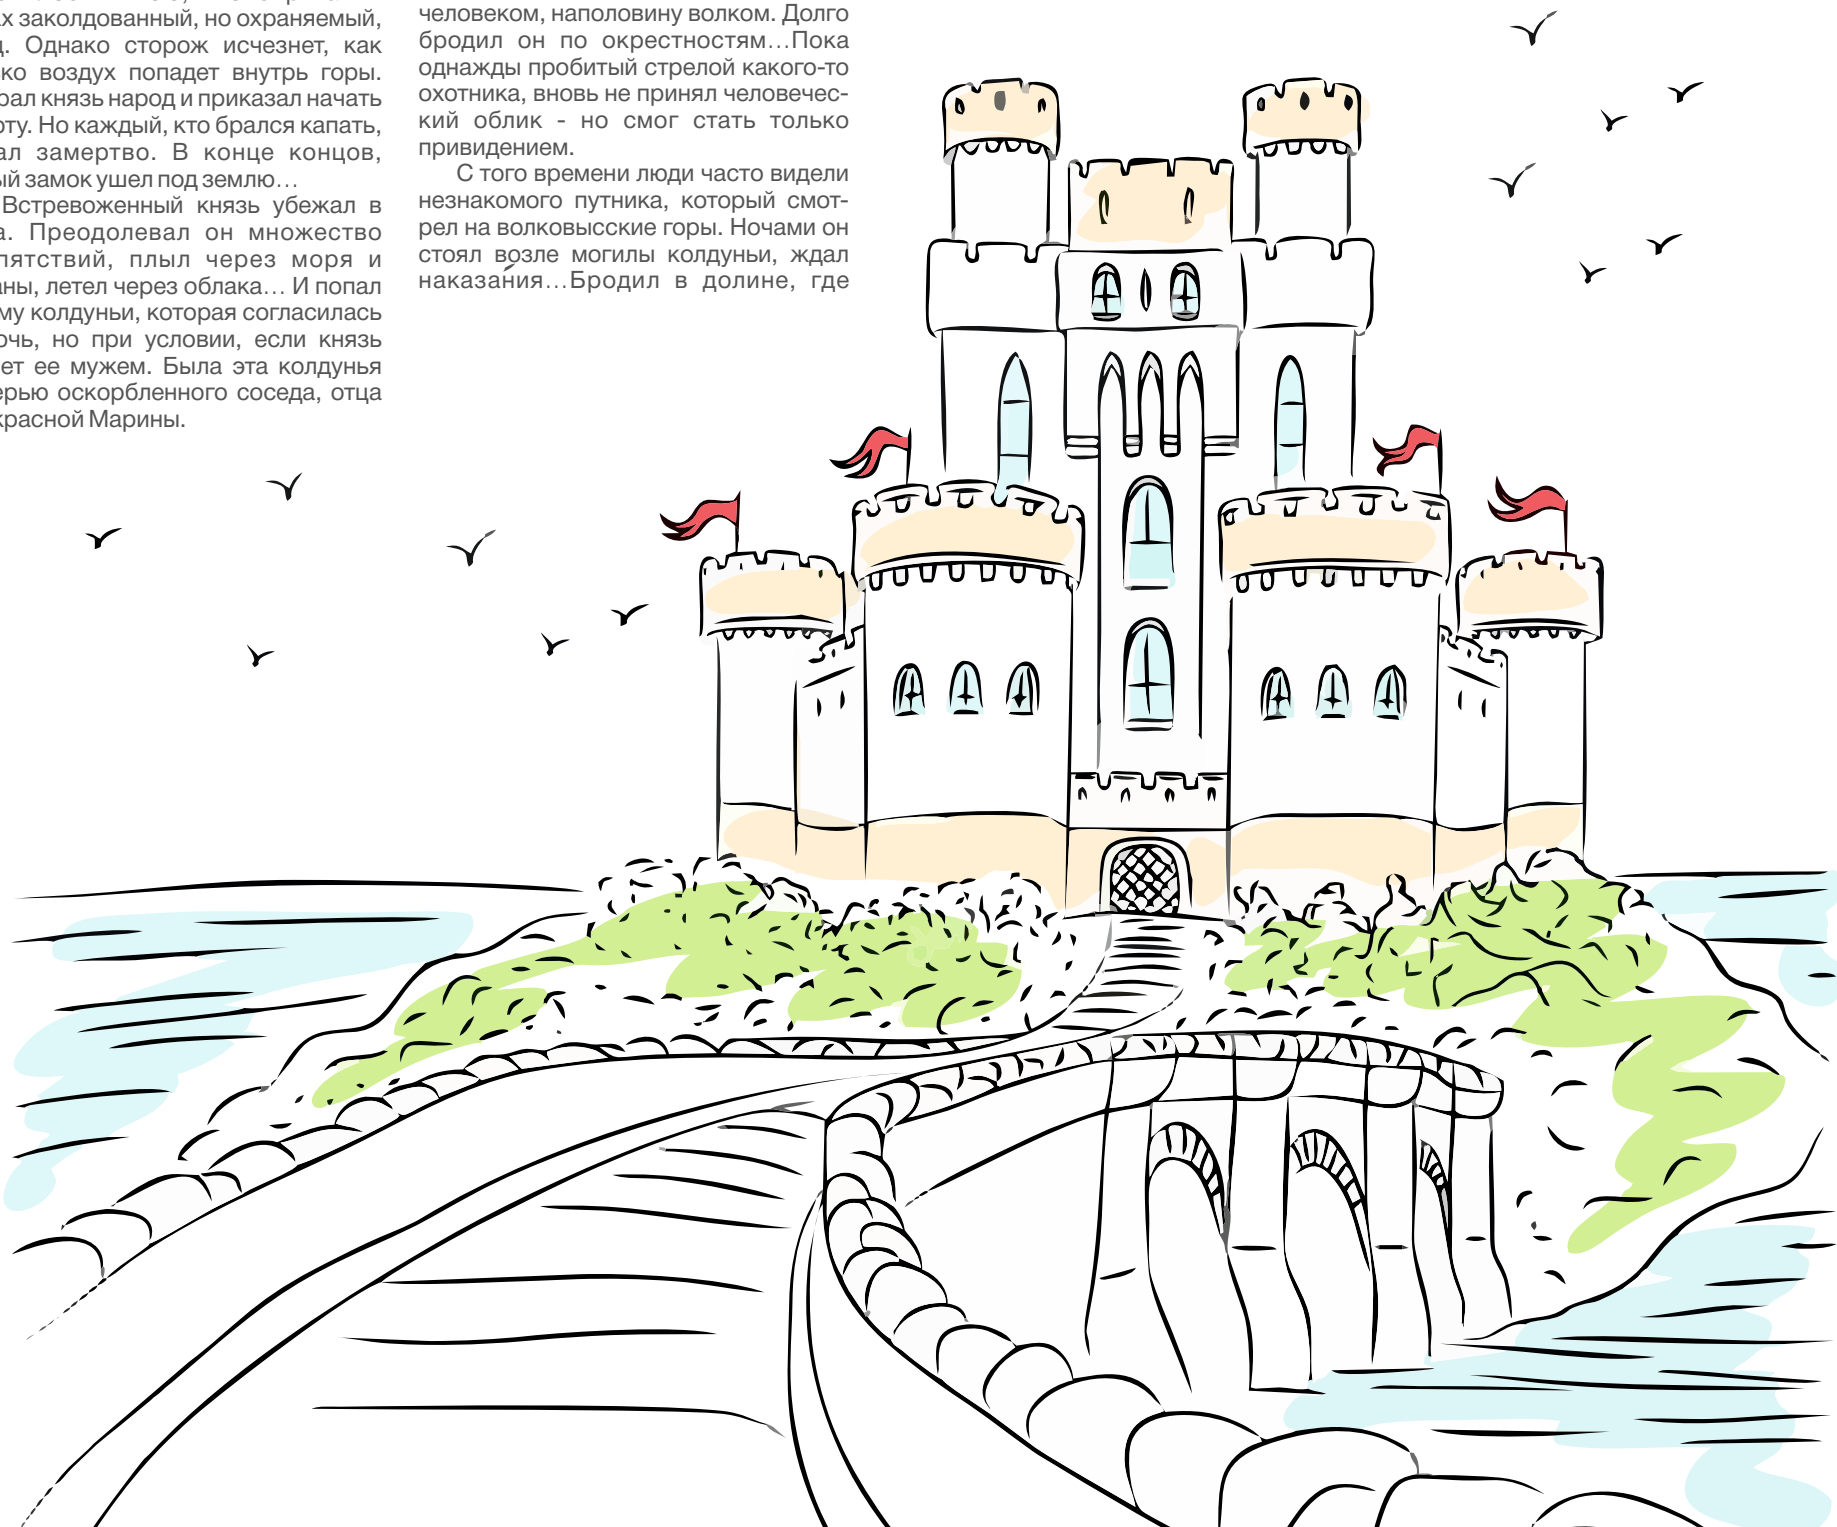 ах заколдованный, но охраняемый,
д. Однако сторож исчезнет, как
ко воздух попадет внутрь горы.
рал князь народ и приказал начать
оту. Но каждый, кто брался капать,
ал замертво. В конце концов,
ый замок ушел под землю…
Встревоженный князь убежал в
а. Преодолевал он множество
пятствий, плыл через моря и
аны, летел через облака… И попал
му колдуньи, которая согласилась
очь, но при условии, если князь
ет ее мужем. Была эта колдунья
ерью оскорбленного соседа, отца
красной Марины.
человеком, наполовину волком. Долго
бродил он по окрестностям…Пока
однажды пробитый стрелой какого-то
охотника, вновь не принял человечес-
кий облик - но смог стать только
привидением.
С того времени люди часто видели
незнакомого путника, который смот-
рел на волковысские горы. Ночами он
стоял возле могилы колдуньи, ждал
наказания…Бродил в долине, где